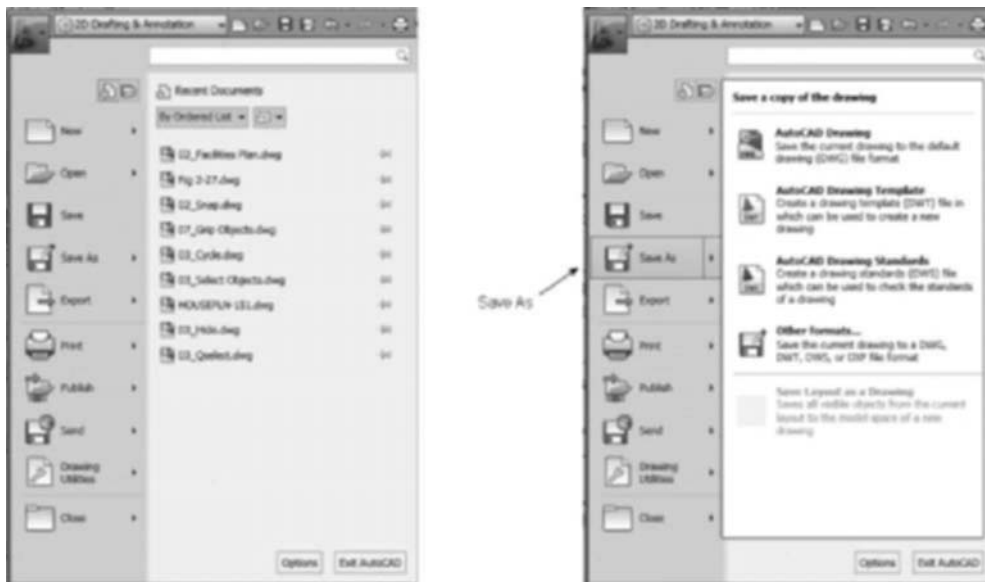 2D Drafting & Annotation
Recent Documents
By Ordered List
New
Open
Save
Save As
Export
Print
Publish
Send
Drawing
Utilities
Close
02_Facilities Plan.dwg
Fig 2-27.dwg
02_Snap.dwg
07_Grip Objects.dwg
03_Cycle.dwg
03_Select Objects.dwg
03_Hide.dwg
03_Qselect.dwg
Options
Exit AutoCAD
Save As
2D Drafting & Annotation
New
Open
Save
Save As
Export
Print
Publish
Send
Drawing
Utilities
Close
Save a copy of the drawing
AutoCAD Drawing
Save the current drawing to the default
drawing (DWG) file format
AutoCAD Drawing Template
Create a drawing template (DWT) file in
which can be used to create a new
drawing
AutoCAD Drawing Standards
Create a drawing standards (DWS) file
which can be used to check the standards
of a drawing
Other formats...
Save the current drawing to a DWG,
DWT, DWS, or DXF file format
Save Layout as a Drawing
Saves all visible objects from the current
layout to the model space of a new
drawing
Options
Exit AutoCAD